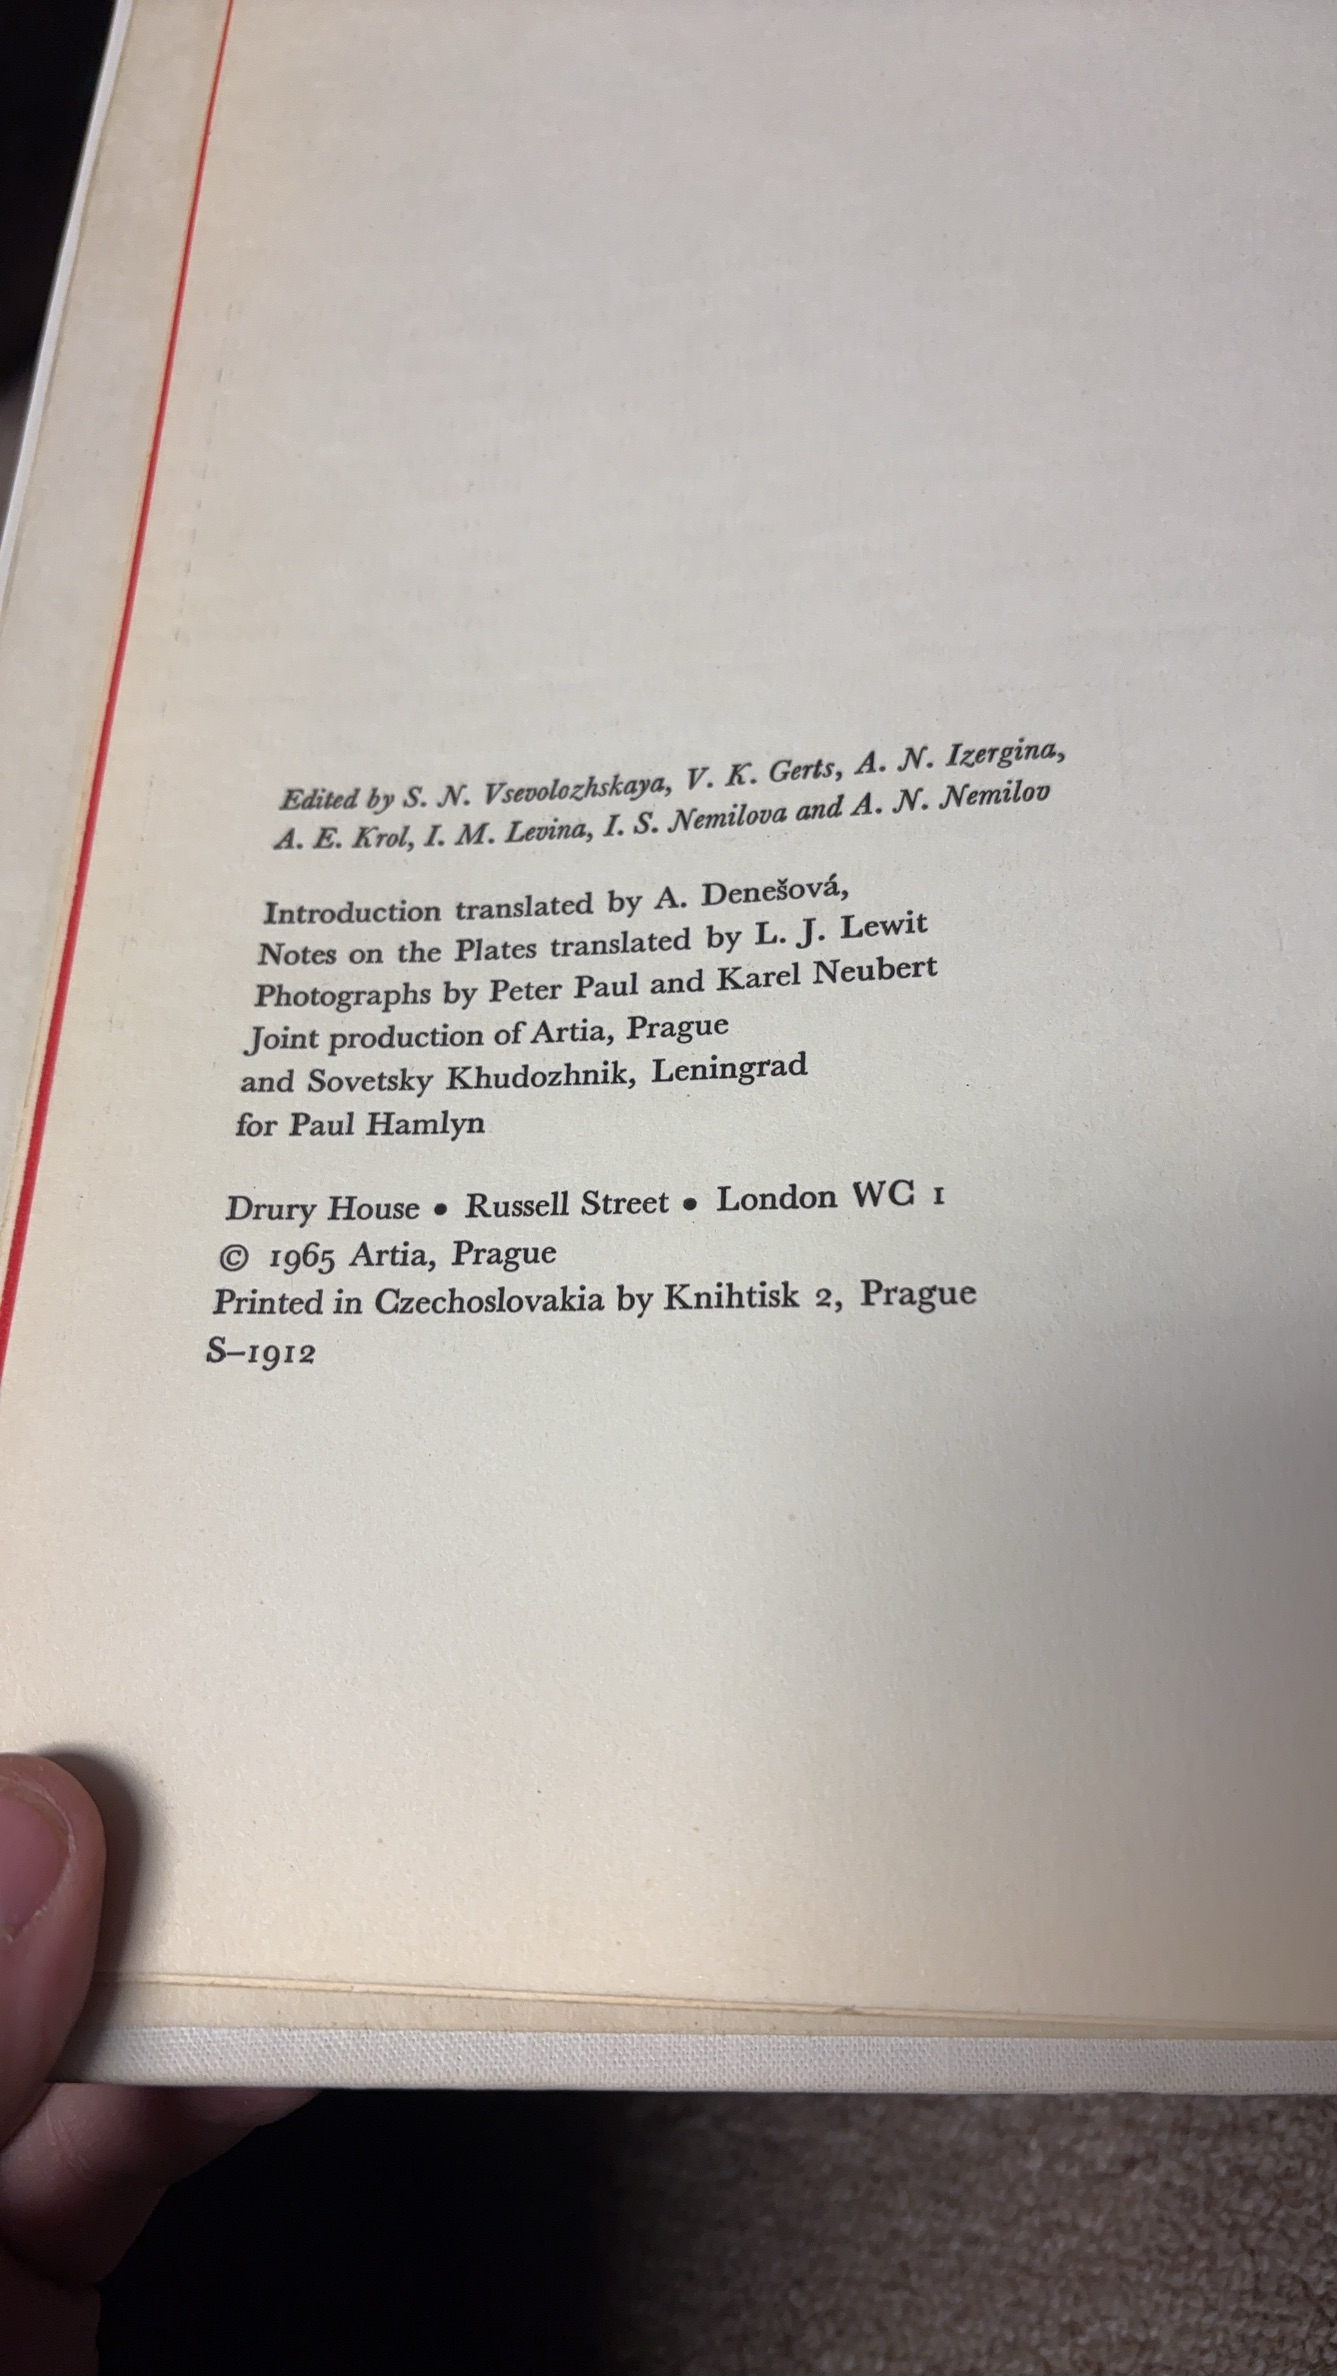 Edited by S. N. Vsevolozhskaya, V. K. Gerts, A. N. Izergina,
A. E. Krol, I. M. Levina, I. S. Nemilova and A. N. Nemilov
Introduction translated by A. Denešová,
Notes on the Plates translated by L. J. Lewit
Photographs by Peter Paul and Karel Neubert
Joint production of Artia, Prague
and Sovetsky Khudozhnik, Leningrad
for Paul Hamlyn
Drury House • Russell Street • London WC 1
© 1965 Artia, Prague
Printed in Czechoslovakia by Knihtisk 2, Prague
S–1912